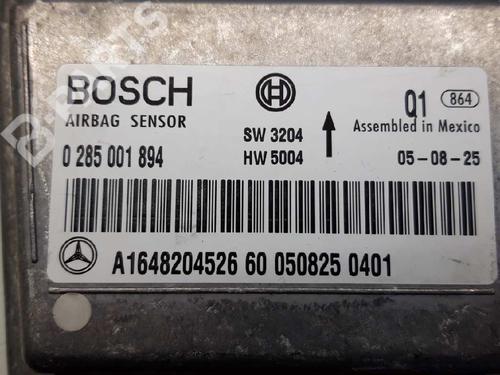 BOSCH
Q1 864
AIRBAG SENSOR
SW 3204
Assembled in Mexico
0 285 001 894
HW 5004
05-08-25
A1648204526 60 050825 0401